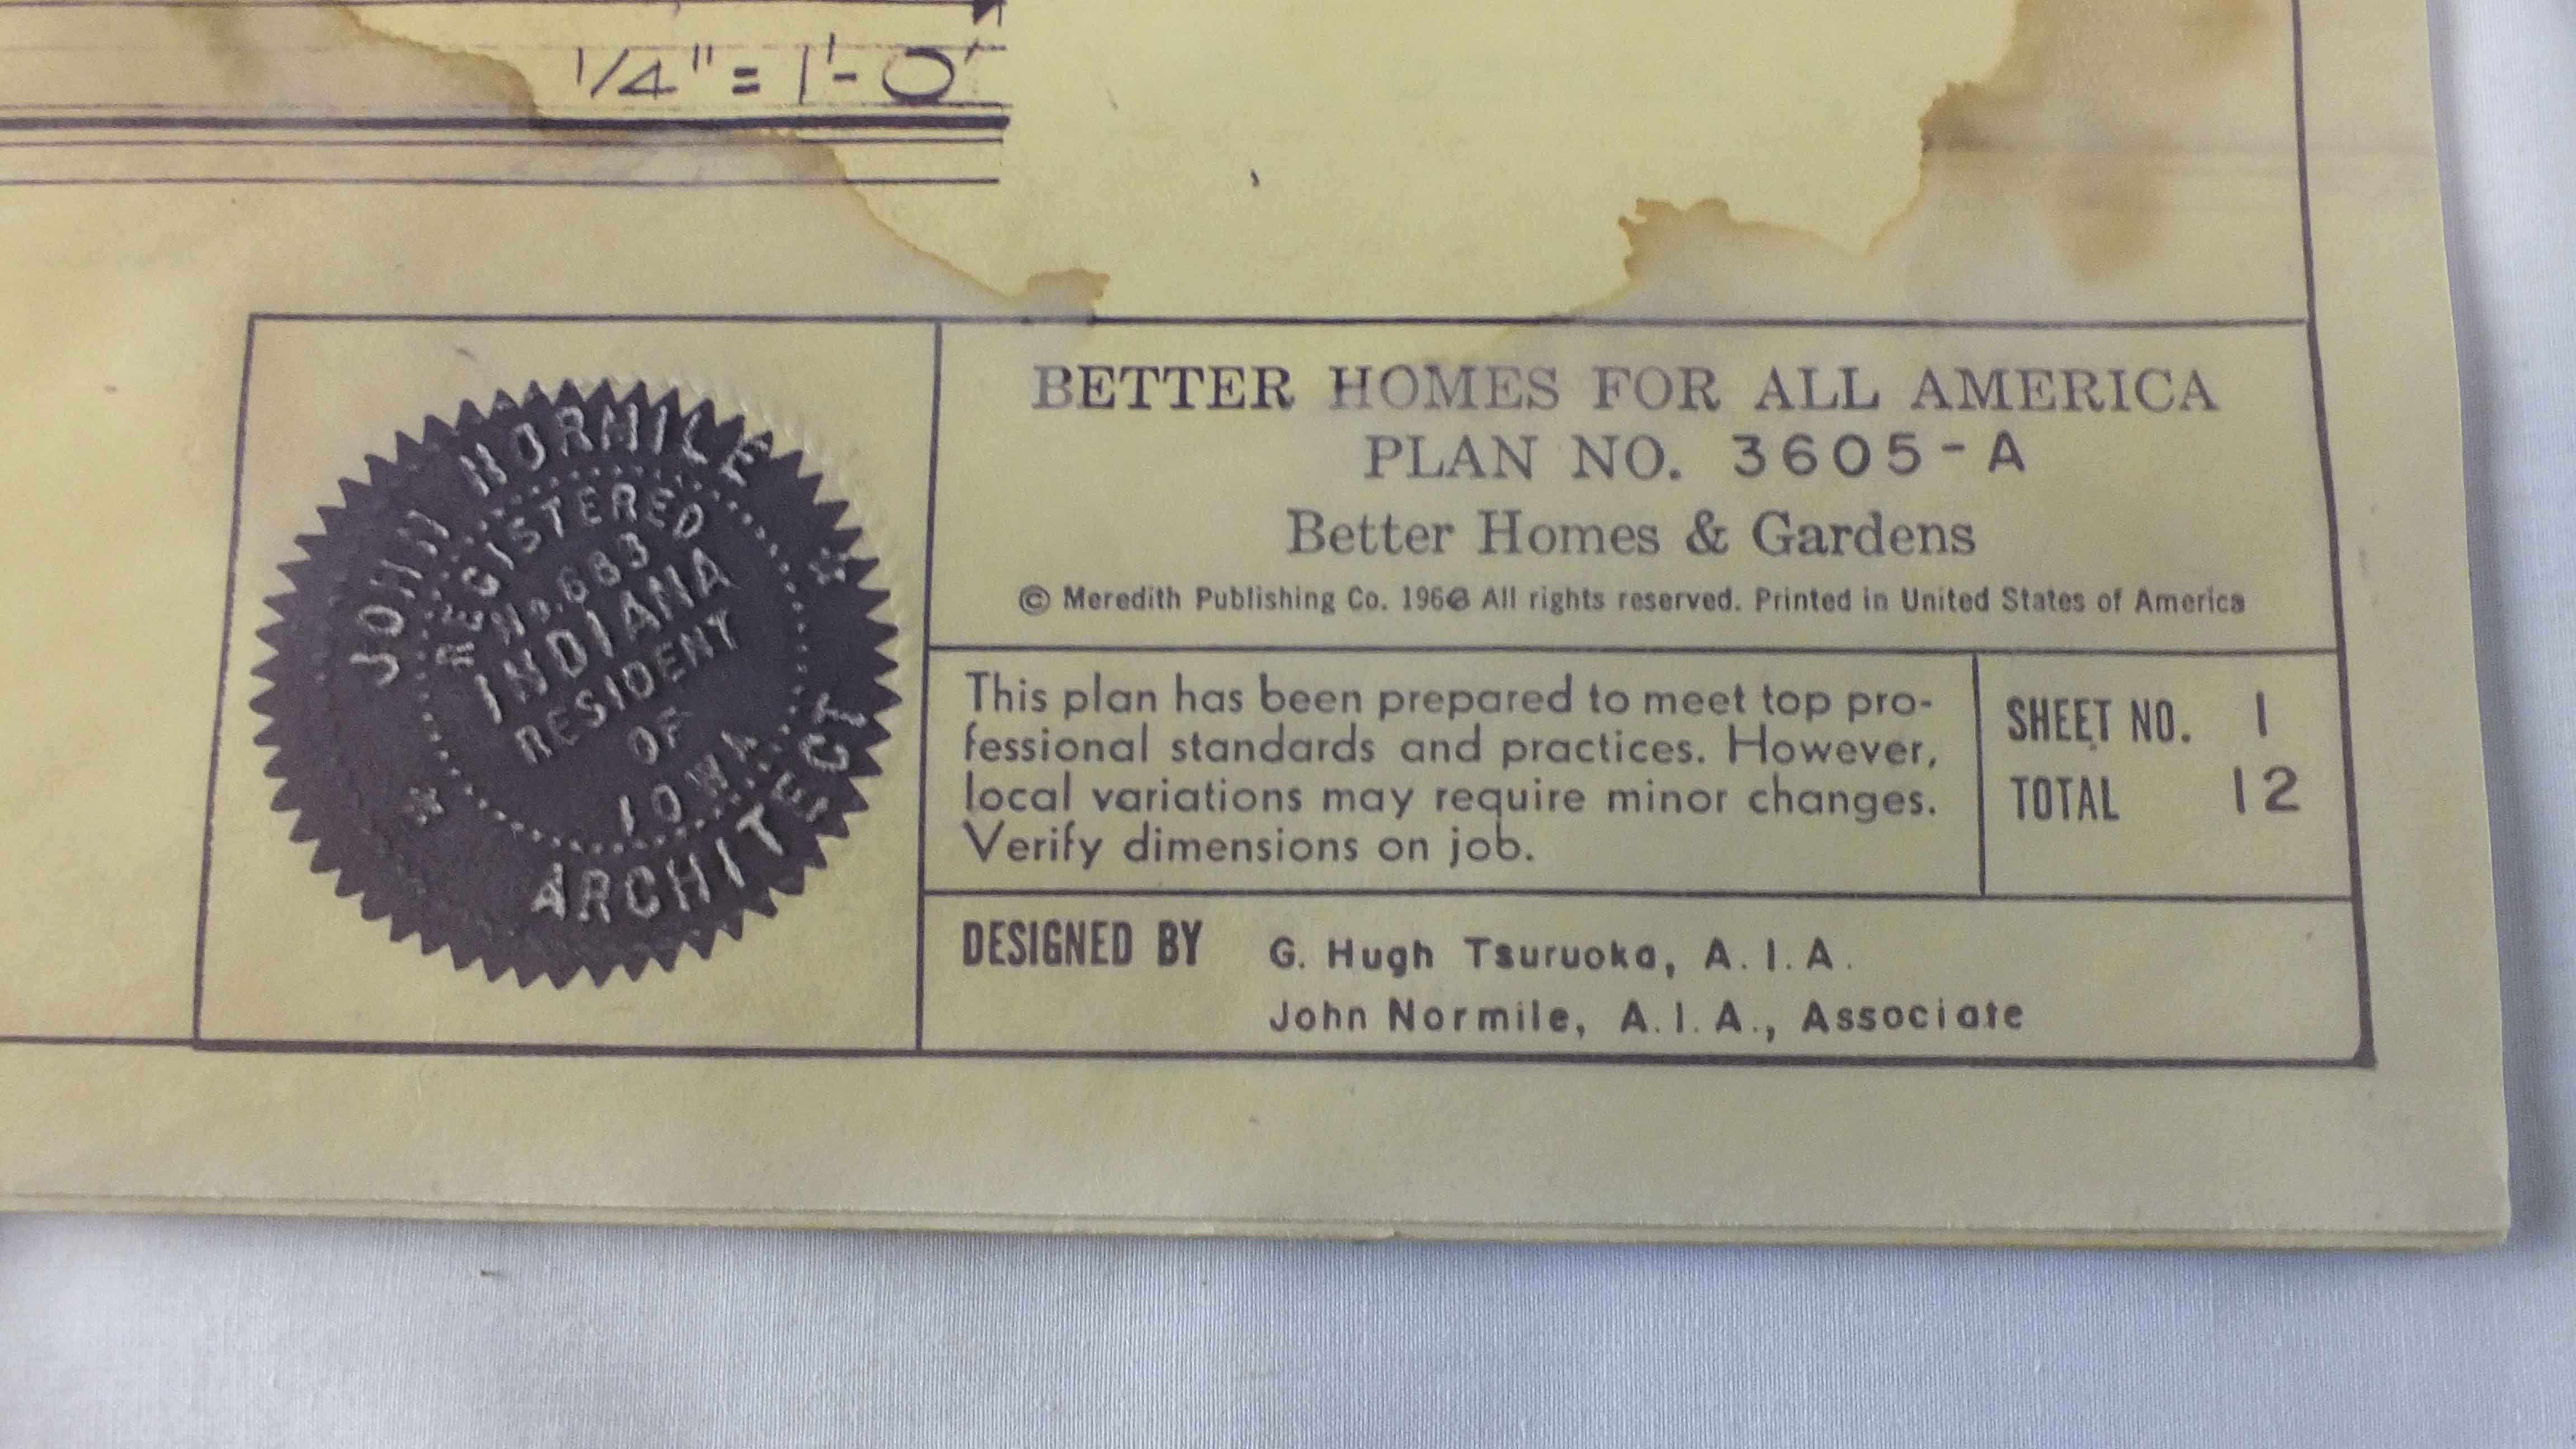 1/4" = 1'-0"
JOHN NORMILE
REGISTERED
No. 683
INDIANA
RESIDENT
OF
IOWA
ARCHITECT
BETTER HOMES FOR ALL AMERICA
PLAN NO. 3605-A
Better Homes & Gardens
© Meredith Publishing Co. All rights reserved. Printed in United States of America
This plan has been prepared to meet top pro-
fessional standards and practices. However,
local variations may require minor changes.
Verify dimensions on job.
SHEET NO. 1
TOTAL 12
DESIGNED BY G. Hugh Tsuruoka, A.I.A.
John Normile, A.I.A., Associate